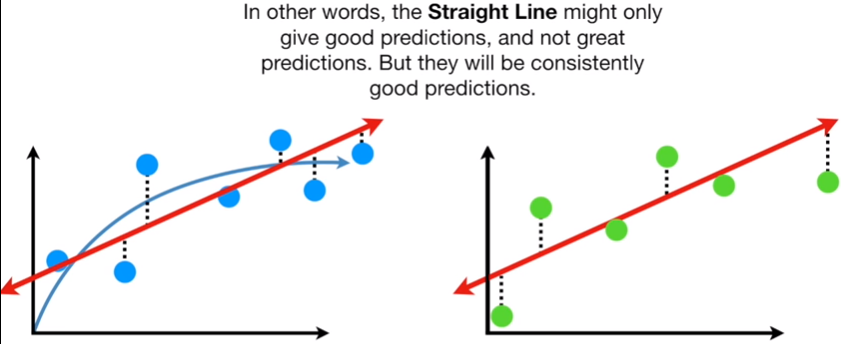 In other words, the Straight Line might only
give good predictions, and not great
predictions. But they will be consistently
good predictions.